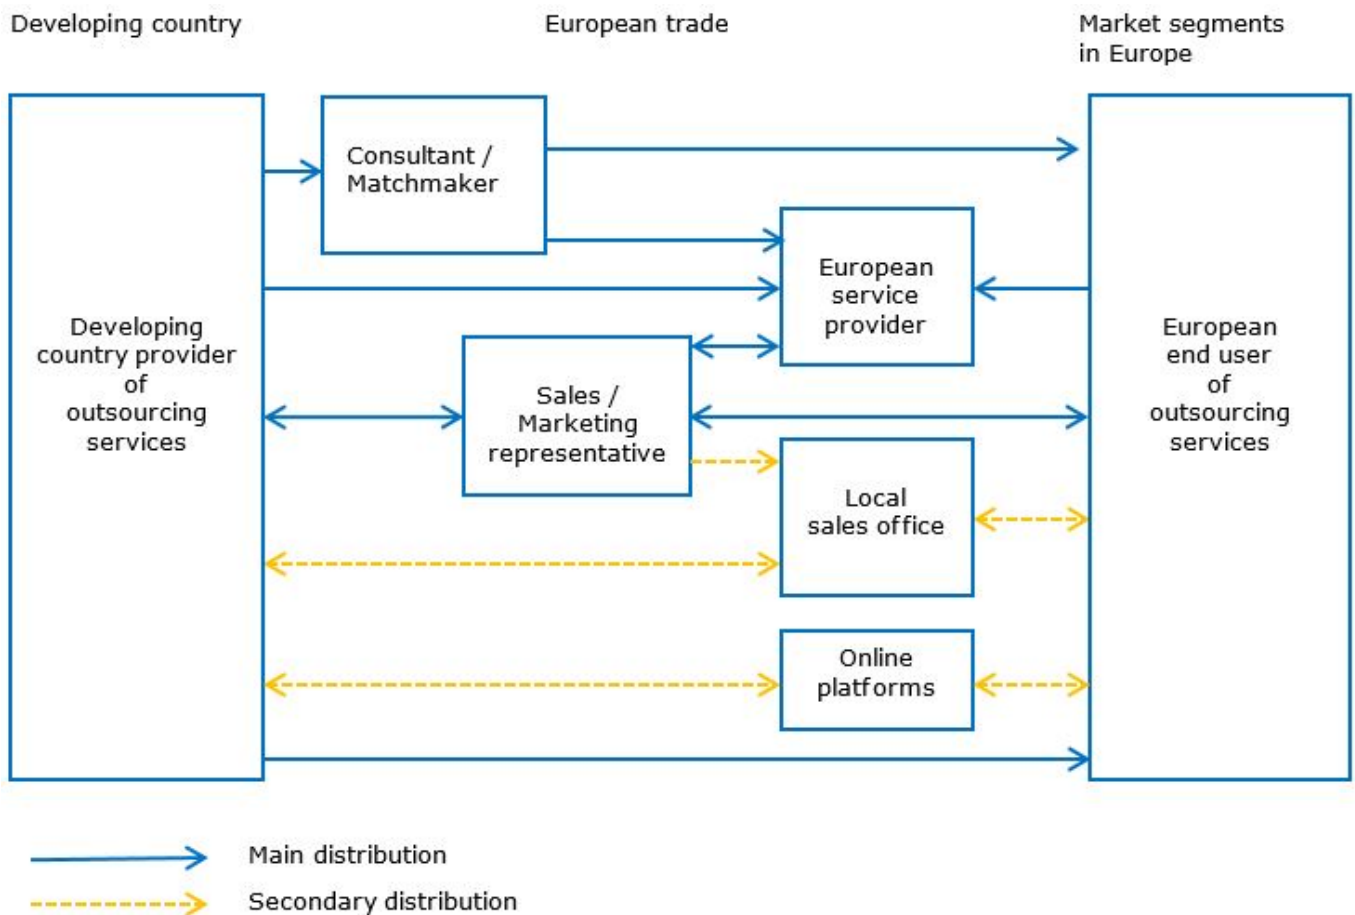 Developing country
European trade
Market segments
in Europe
Consultant /
Matchmaker
European
service
provider
Developing
country provider
of
outsourcing
services
European
end user
of
outsourcing
services
Sales /
Marketing
representative
Local
sales office
Online
platforms
Main distribution
Secondary distribution